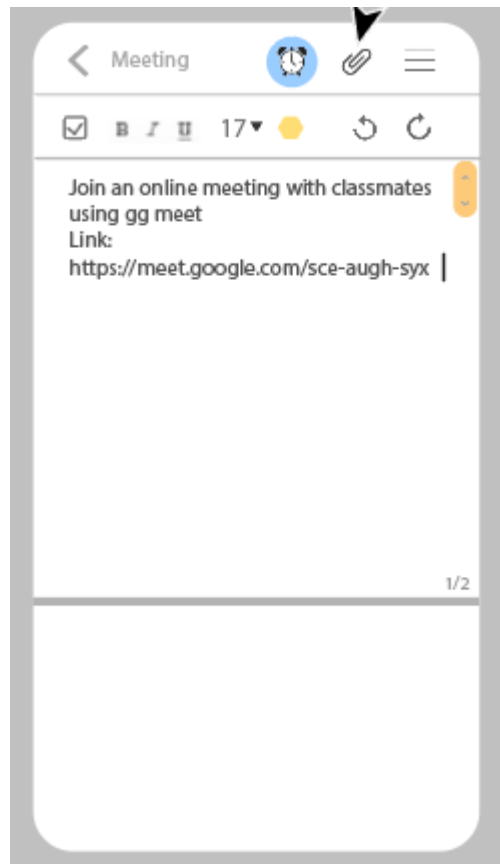 Meeting
B I U 17
Join an online meeting with classmates
using gg meet
Link:
https://meet.google.com/sce-augh-syx
1/2